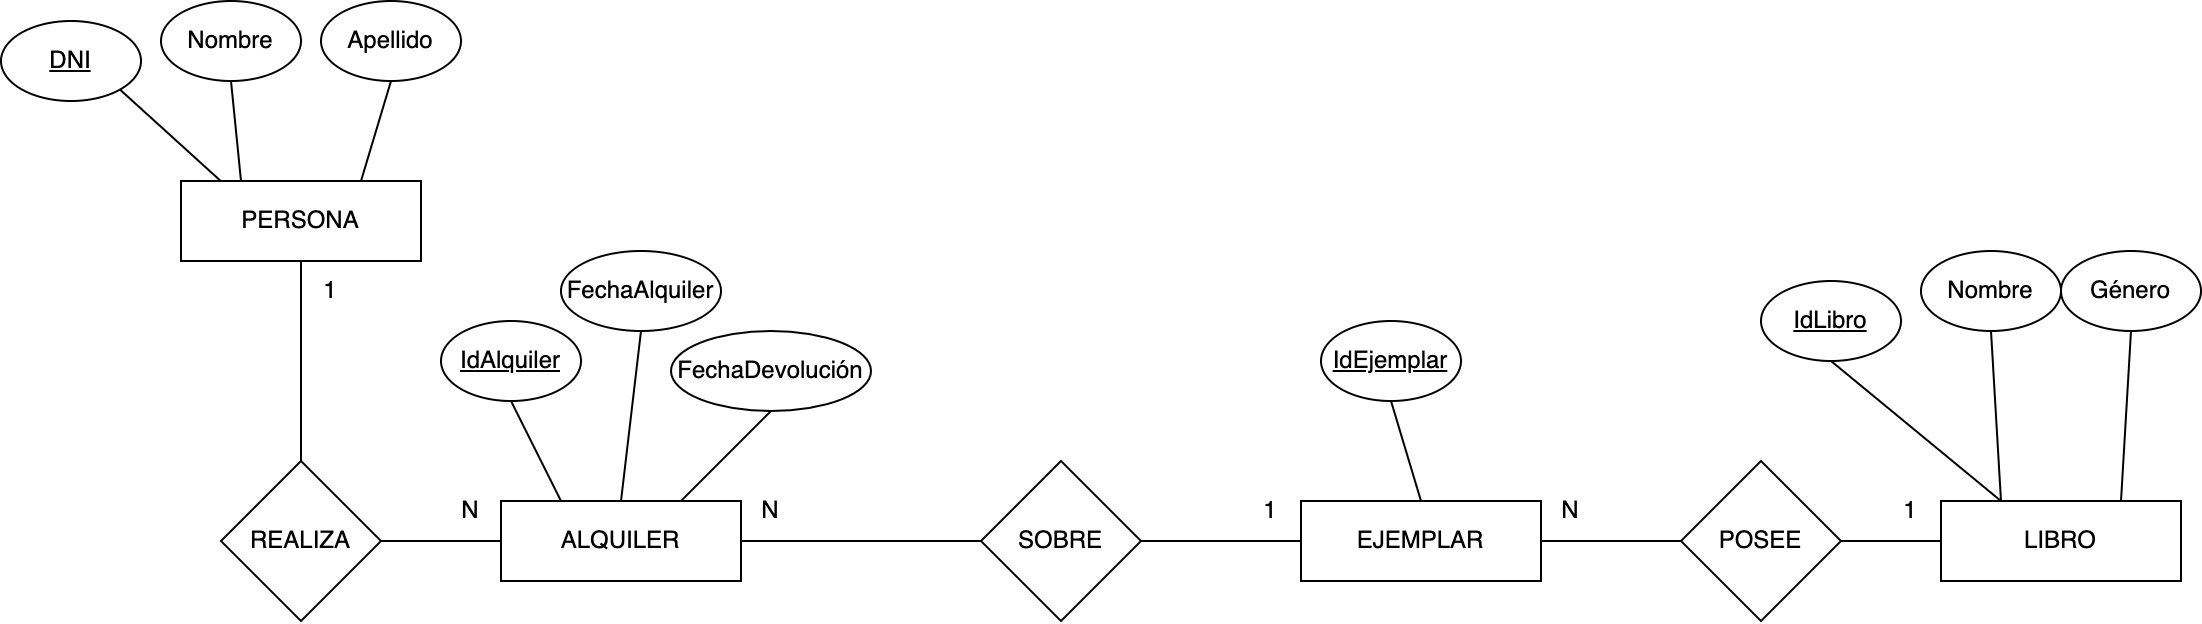 DNI
Nombre
Apellido
PERSONA
1
FechaAlquiler
IdAlquiler
FechaDevolución
IdEjemplar
IdLibro
Nombre
Género
N
N
1
N
1
REALIZA
ALQUILER
SOBRE
EJEMPLAR
POSEE
LIBRO